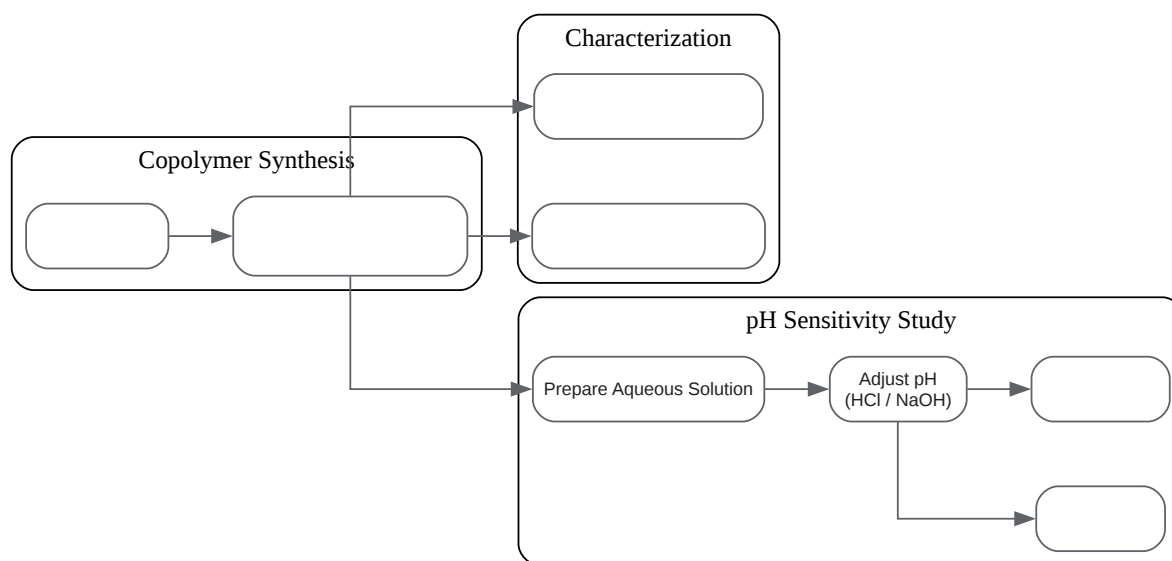 Characterization
Copolymer Synthesis
pH Sensitivity Study
Prepare Aqueous Solution
Adjust pH
(HCl / NaOH)